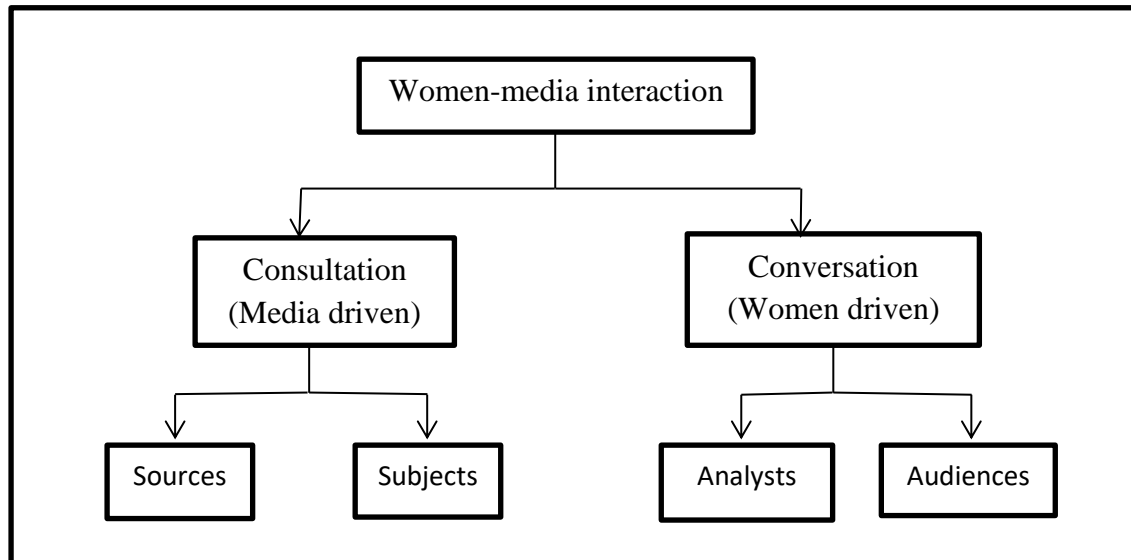 Women-media interaction
Consultation
(Media driven)
Conversation
(Women driven)
Sources
Subjects
Analysts
Audiences